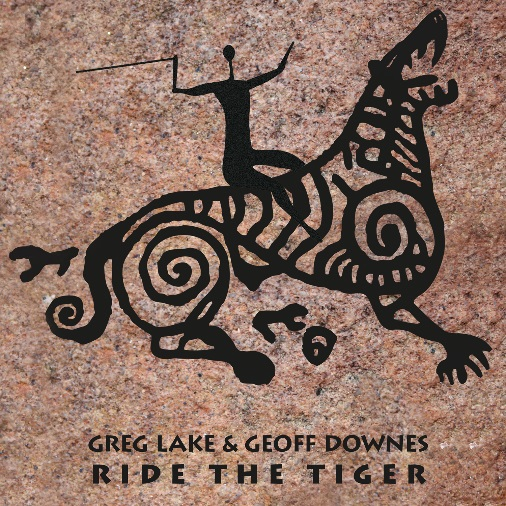 GREG LAKE & GEOFF DOWNES
RIDE THE TIGER